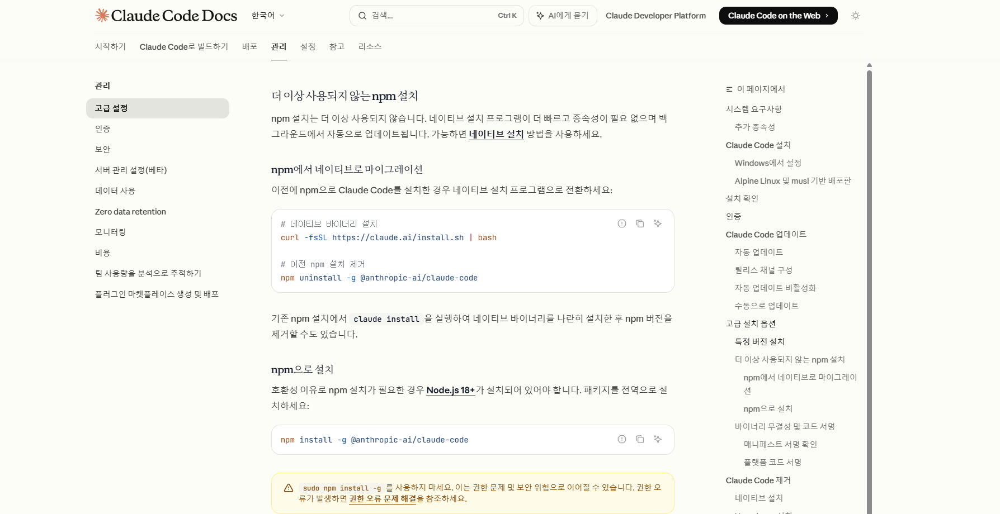 Claude Code Docs
한국어
검색...
Ctrl K
AI에게 묻기
Claude Developer Platform
Claude Code on the Web
시작하기
Claude Code로 빌드하기
배포
관리
설정
참고
리소스
관리
고급 설정
인증
보안
서버 관리 설정(베타)
데이터 사용
Zero data retention
모니터링
비용
팀 사용량을 분석으로 추적하기
플러그인 마켓플레이스 생성 및 배포
더 이상 사용되지 않는 npm 설치
npm 설치는 더 이상 사용되지 않습니다. 네이티브 설치 프로그램이 더 빠르고 종속성이 필요 없으며 백
그라운드에서 자동으로 업데이트됩니다. 가능하면 네이티브 설치 방법을 사용하세요.
npm에서 네이티브로 마이그레이션
이전에 npm으로 Claude Code를 설치한 경우 네이티브 설치 프로그램으로 전환하세요:
# 네이티브 바이너리 설치
curl -fsSL https://claude.ai/install.sh | bash
# 이전 npm 설치 제거
npm uninstall -g @anthropic-ai/claude-code
기존 npm 설치에서 claude install 을 실행하여 네이티브 바이너리를 나란히 설치한 후 npm 버전을
제거할 수도 있습니다.
npm으로 설치
호환성 이유로 npm 설치가 필요한 경우 Node.js 18+가 설치되어 있어야 합니다. 패키지를 전역으로 설
치하세요:
npm install -g @anthropic-ai/claude-code
sudo npm install -g 를 사용하지 마세요. 이는 권한 문제 및 보안 위험으로 이어질 수 있습니다. 권한 오
류가 발생하면 권한 오류 문제 해결을 참조하세요.
이 페이지에서
시스템 요구사항
추가 종속성
Claude Code 설치
Windows에서 설정
Alpine Linux 및 musl 기반 배포판
설치 확인
인증
Claude Code 업데이트
자동 업데이트
릴리스 채널 구성
자동 업데이트 비활성화
수동으로 업데이트
고급 설치 옵션
특정 버전 설치
더 이상 사용되지 않는 npm 설치
npm에서 네이티브로 마이그레이
션
npm으로 설치
바이너리 무결성 및 코드 서명
매니페스트 서명 확인
플랫폼 코드 서명
Claude Code 제거
네이티브 설치